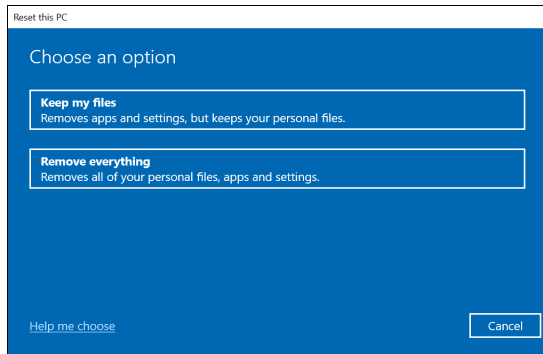 Reset this PC
Choose an option
Keep my files
Removes apps and settings, but keeps your personal files.
Remove everything
Removes all of your personal files, apps and settings.
Help me choose
Cancel